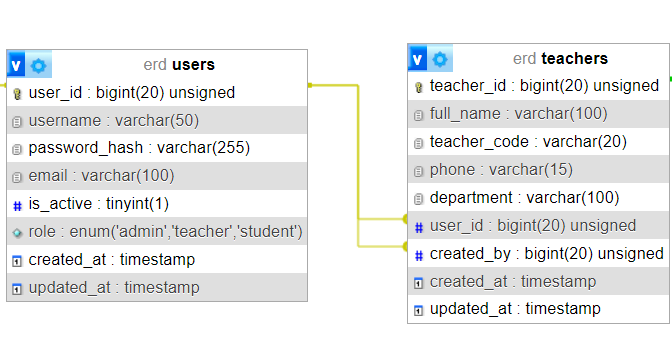 v erd users
user_id : bigint(20) unsigned
username : varchar(50)
password_hash : varchar(255)
email : varchar(100)
# is_active : tinyint(1)
role : enum('admin','teacher','student')
created_at : timestamp
updated_at : timestamp
v erd teachers
teacher_id : bigint(20) unsigned
full_name : varchar(100)
teacher_code : varchar(20)
phone : varchar(15)
department : varchar(100)
# user_id : bigint(20) unsigned
# created_by : bigint(20) unsigned
created_at : timestamp
updated_at : timestamp